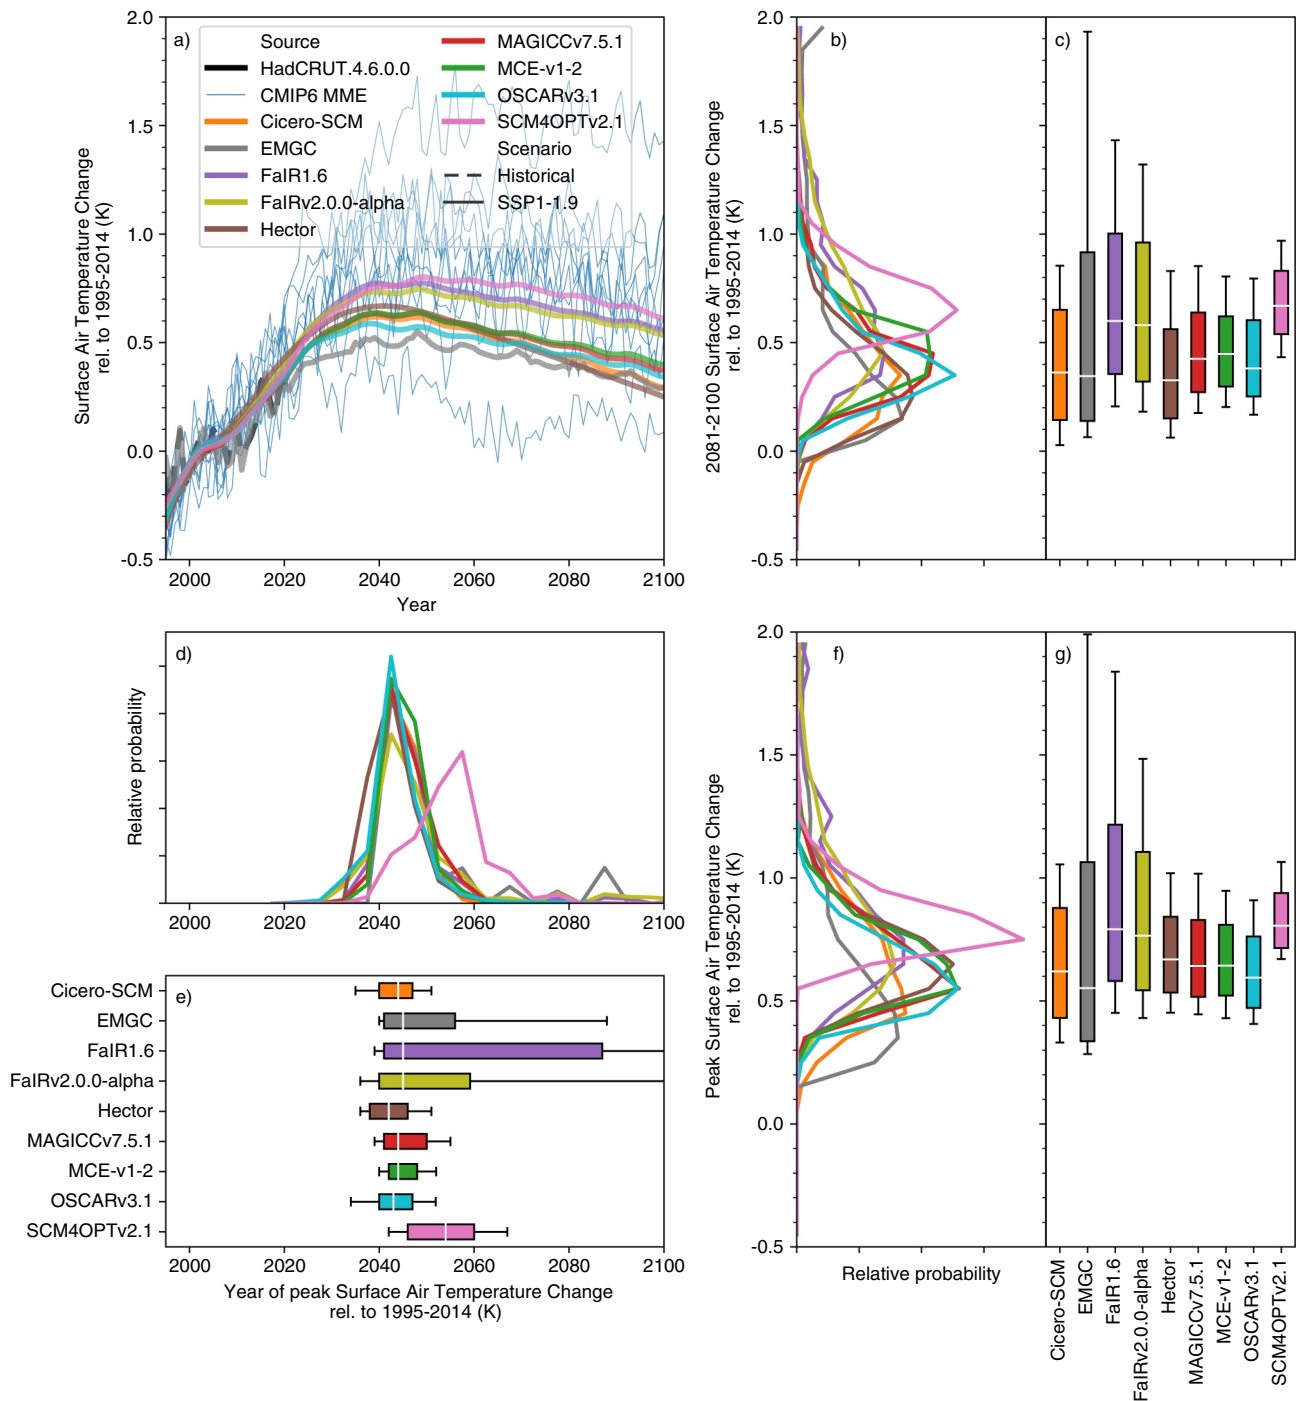 a)
Source
HadCRUT.4.6.0.0
CMIP6 MME
Cicero-SCM
EMGC
FaIR1.6
FaIRv2.0.0-alpha
Hector
MAGICCv7.5.1
MCE-v1-2
OSCARv3.1
SCM4OPTv2.1
Scenario
Historical
SSP1-1.9
Surface Air Temperature Change
rel. to 1995-2014 (K)
2.0
1.5
1.0
0.5
0.0
-0.5
2000 2020 2040 2060 2080 2100
Year
b)
2081-2100 Surface Air Temperature Change
rel. to 1995-2014 (K)
2.0
1.5
1.0
0.5
0.0
-0.5
c)
d)
Relative probability
2000 2020 2040 2060 2080 2100
e)
Cicero-SCM
EMGC
FaIR1.6
FaIRv2.0.0-alpha
Hector
MAGICCv7.5.1
MCE-v1-2
OSCARv3.1
SCM4OPTv2.1
2000 2020 2040 2060 2080 2100
Year of peak Surface Air Temperature Change
rel. to 1995-2014 (K)
f)
Peak Surface Air Temperature Change
rel. to 1995-2014 (K)
2.0
1.5
1.0
0.5
0.0
-0.5
Relative probability
g)
Cicero-SCM
EMGC
FaIR1.6
FaIRv2.0.0-alpha
Hector
MAGICCv7.5.1
MCE-v1-2
OSCARv3.1
SCM4OPTv2.1